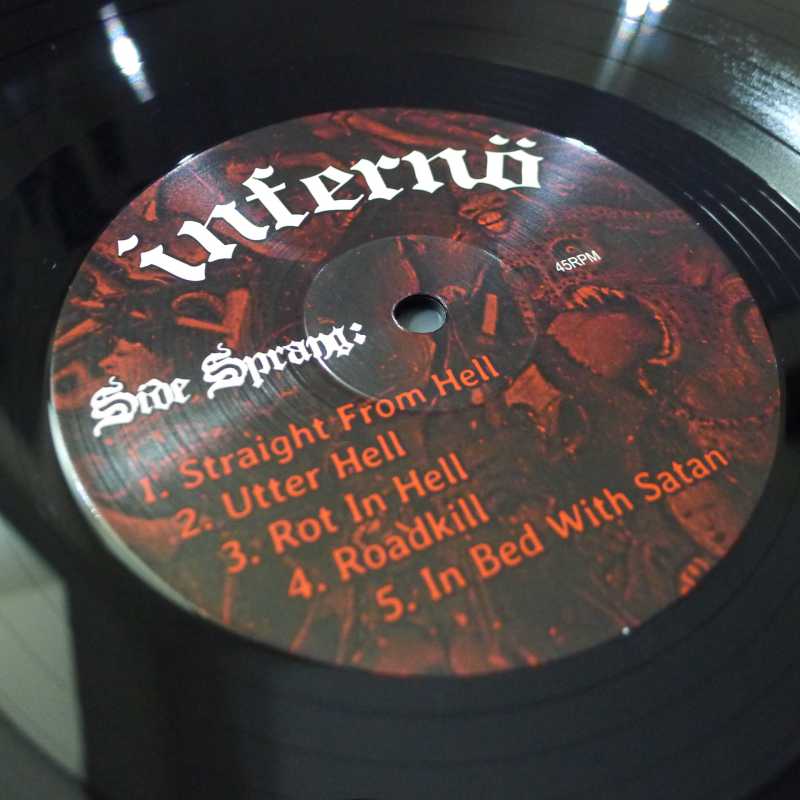 infernö
45RPM
Side Sprang:
1. Straight From Hell
2. Utter Hell
3. Rot In Hell
4. Roadkill
5. In Bed With Satan